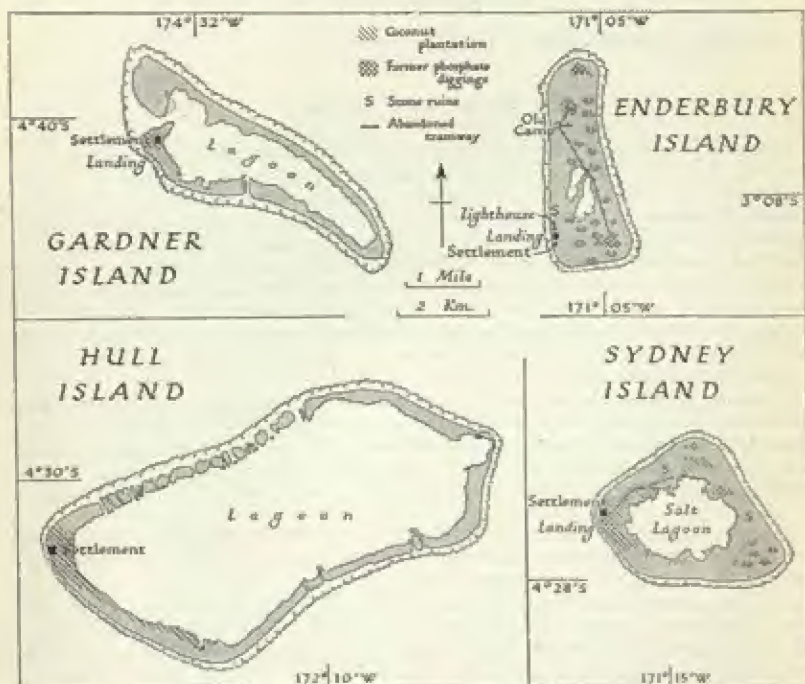 174° 32'W
Coconut
plantation
Former phosphate
diggings
S Stone ruins
Abandoned
tramway
171° 05'W
4°40'S
Settlement
Landing
Lagoon
GARDNER
ISLAND
1 Mile
2 Km.
Old
Camp
ENDERBURY
ISLAND
3°08'S
Lighthouse
Landing
Settlement
S
171° 05'W
HULL
ISLAND
4°30'S
Lagoon
Settlement
172° 10'W
SYDNEY
ISLAND
S
Settlement
Landing
Salt
Lagoon
S
4°28'S
171° 15'W